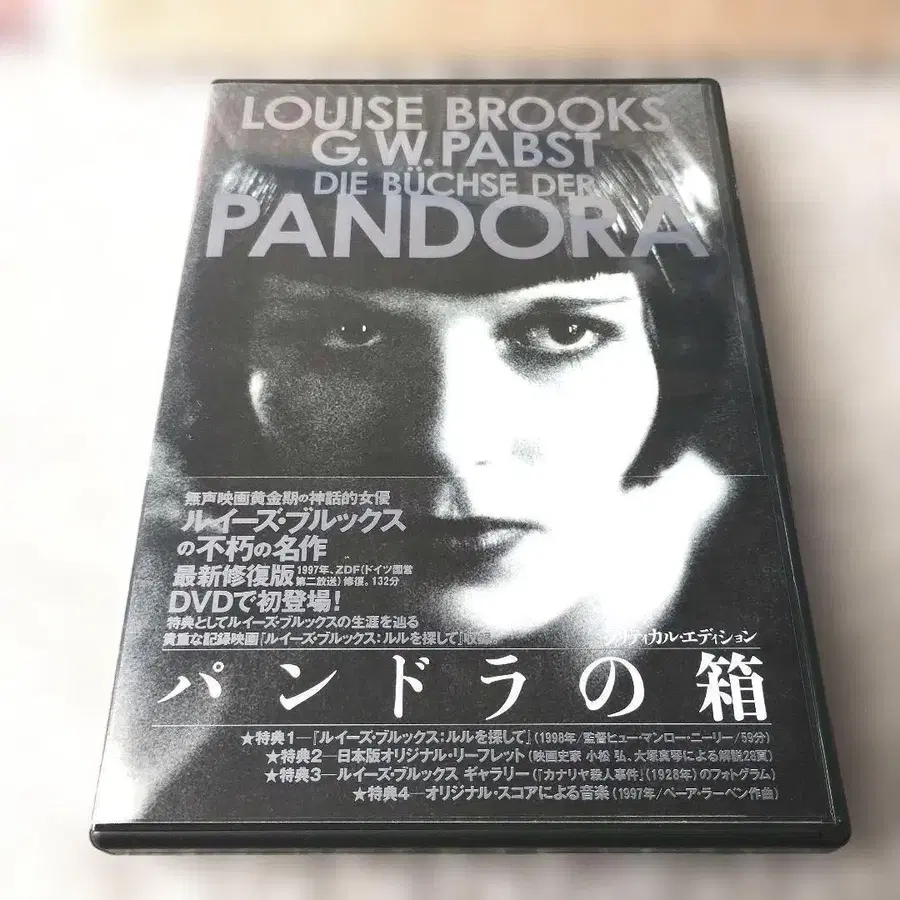 LOUISE BROOKS
G.W. PABST
DIE BÜCHSE DER
PANDORA
無声映画黄金期の神話的女優
ルイーズ・ブルックス
の不朽の名作
最新修復版 1997年、ZDF(ドイツ国営
第二放送)修復。132分
DVDで初登場!
特典としてルイーズ・ブルックスの生涯を辿る
貴重な記録映画「ルイーズ・ブルックス:ルルを探して」収録
クリティカル・エディション
パンドラの箱
★特典1―「ルイーズ・ブルックス:ルルを探して」(1998年/監督ヒュー・マンロー・ニーリー/59分)
★特典2―日本版オリジナル・リーフレット(映画史家 小松 弘、大塚真琴による解説28頁)
★特典3―ルイーズ・ブルックス ギャラリー(「カナリヤ殺人事件」(1928年)のフォトグラム)
★特典4―オリジナル・スコアによる音楽(1997年/ペーア・ラーベン作曲)